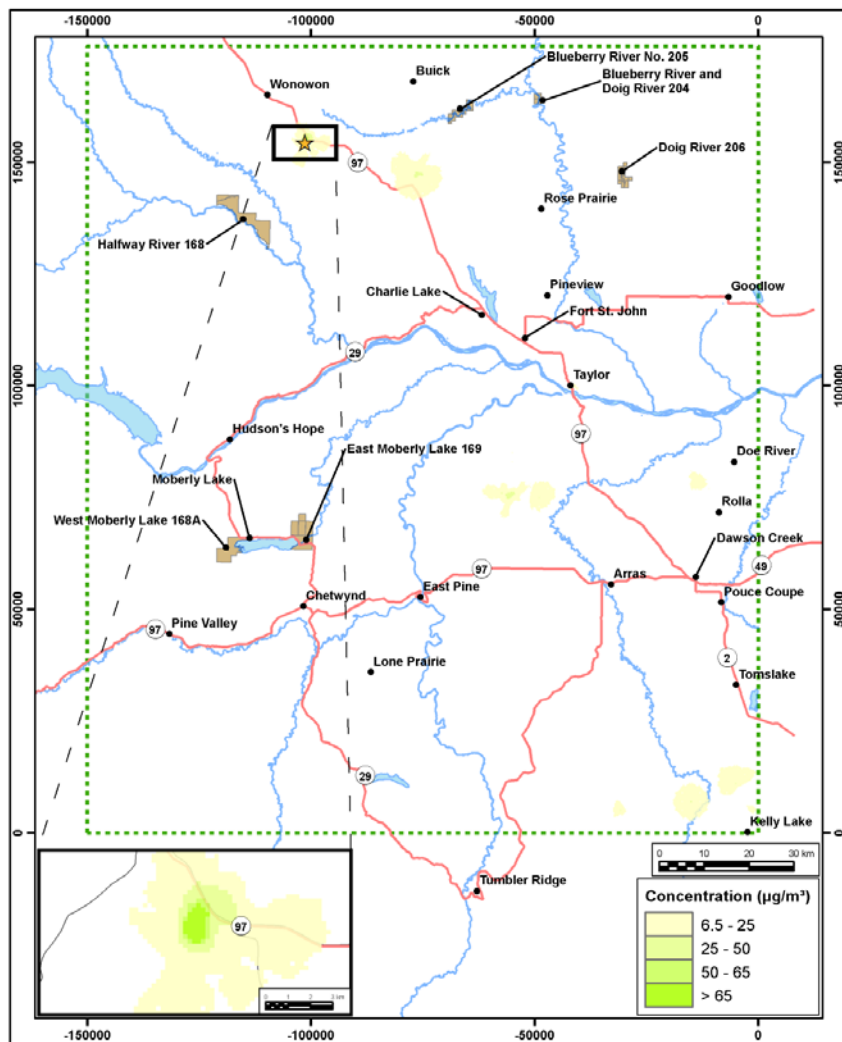 -150000
-100000
-50000
0
Blueberry River No. 205
Buick
Blueberry River and
Doig River 204
Wonowon
150000
150000
97
Doig River 206
Rose Prairie
Halfway River 168
Pineview
Goodlow
Charlie Lake
Fort St. John
29
Taylor
100000
100000
97
Hudson's Hope
East Moberly Lake 169
Doe River
Moberly Lake
Rolla
West Moberly Lake 168A
Dawson Creek
97
49
Arras
East Pine
Pouce Coupe
Chetwynd
50000
50000
97
Pine Valley
Lone Prairie
2
Tomslake
29
0
0
Kelly Lake
0 10 20 30 km
Tumbler Ridge
Concentration (µg/m³)
6.5 - 25
25 - 50
50 - 65
> 65
97
0 1 2 3 km
-150000
-100000
-50000
0